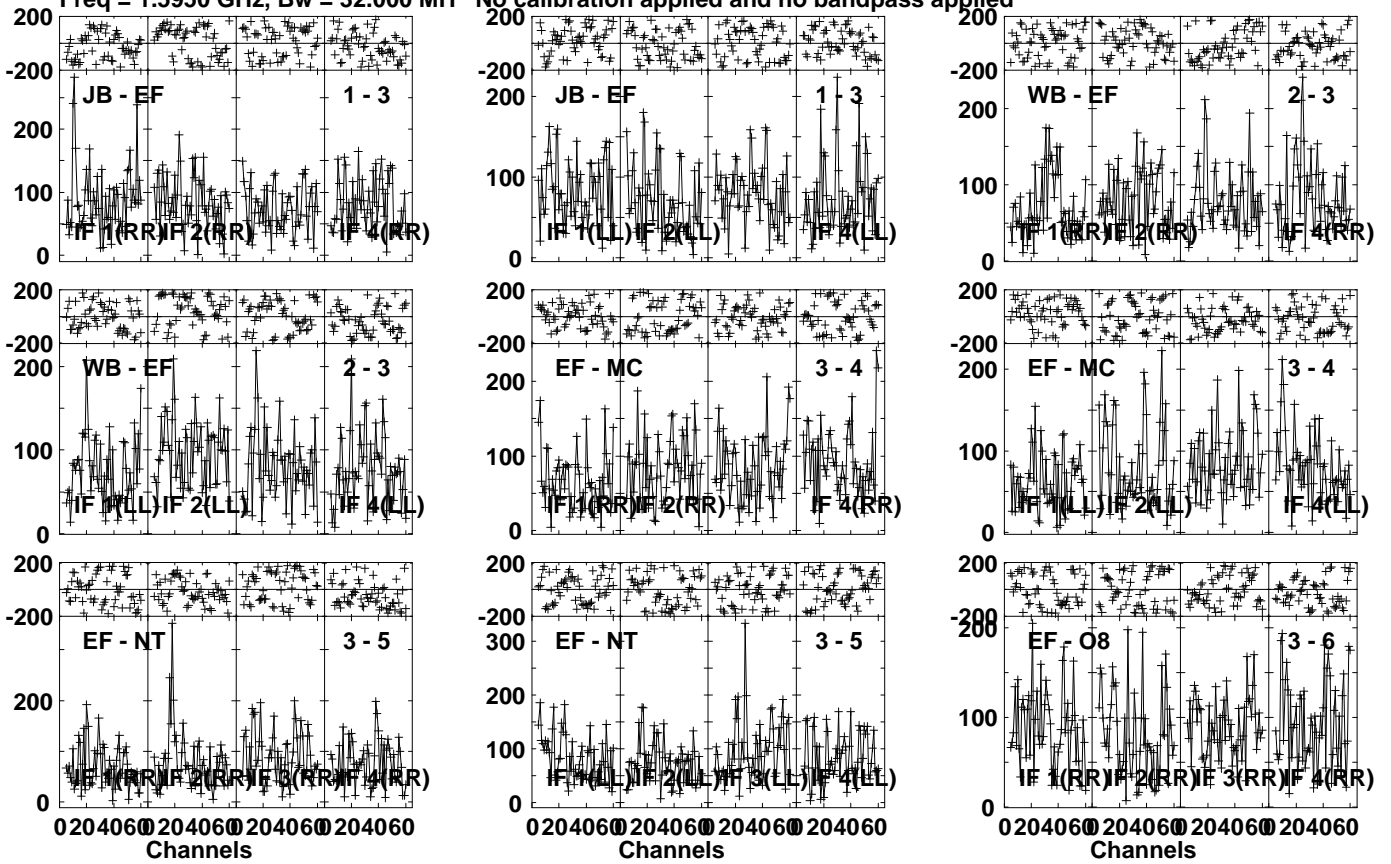 Freq = 1.5950 GHz, Bw = 32.000 MH No calibration applied and no bandpass applied
200
-200
JB - EF 1 - 3
200
100
0
IF 1(RR) IF 2(RR) IF 4(RR)
JB - EF 1 - 3
200
100
0
IF 1(LL) IF 2(LL) IF 4(LL)
WB - EF 2 - 3
200
100
0
IF 1(RR) IF 2(RR) IF 4(RR)
200
-200
WB - EF 2 - 3
200
100
0
IF 1(LL) IF 2(LL) IF 4(LL)
200
-200
EF - MC 3 - 4
200
100
0
IF 1(RR) IF 2(RR) IF 4(RR)
200
-200
EF - MC 3 - 4
200
100
0
IF 1(LL) IF 2(LL) IF 4(LL)
200
-200
EF - NT 3 - 5
200
0
IF 1(RR) IF 2(RR) IF 3(RR) IF 4(RR)
0 20 40 60 0 20 40 60 0 20 40 60 0 20 40 60
Channels
200
-200
EF - NT 3 - 5
300
200
100
0
IF 1(LL) IF 2(LL) IF 3(LL) IF 4(LL)
0 20 40 60 0 20 40 60 0 20 40 60 0 20 40 60
Channels
200
-200
EF - O8 3 - 6
200
100
0
IF 1(RR) IF 2(RR) IF 3(RR) IF 4(RR)
0 20 40 60 0 20 40 60 0 20 40 60 0 20 40 60
Channels